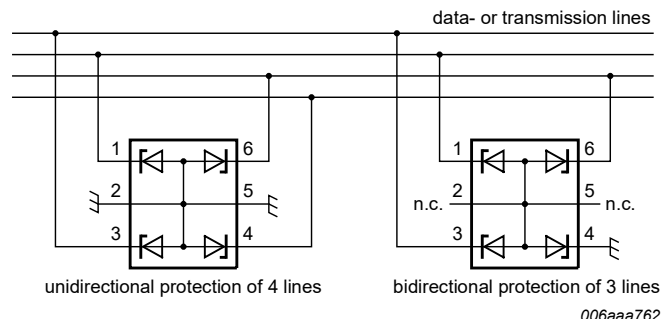 data- or transmission lines
1 6 1 6
2 5 n.c. 2 5 n.c.
3 4 3 4
unidirectional protection of 4 lines bidirectional protection of 3 lines
006aaa762